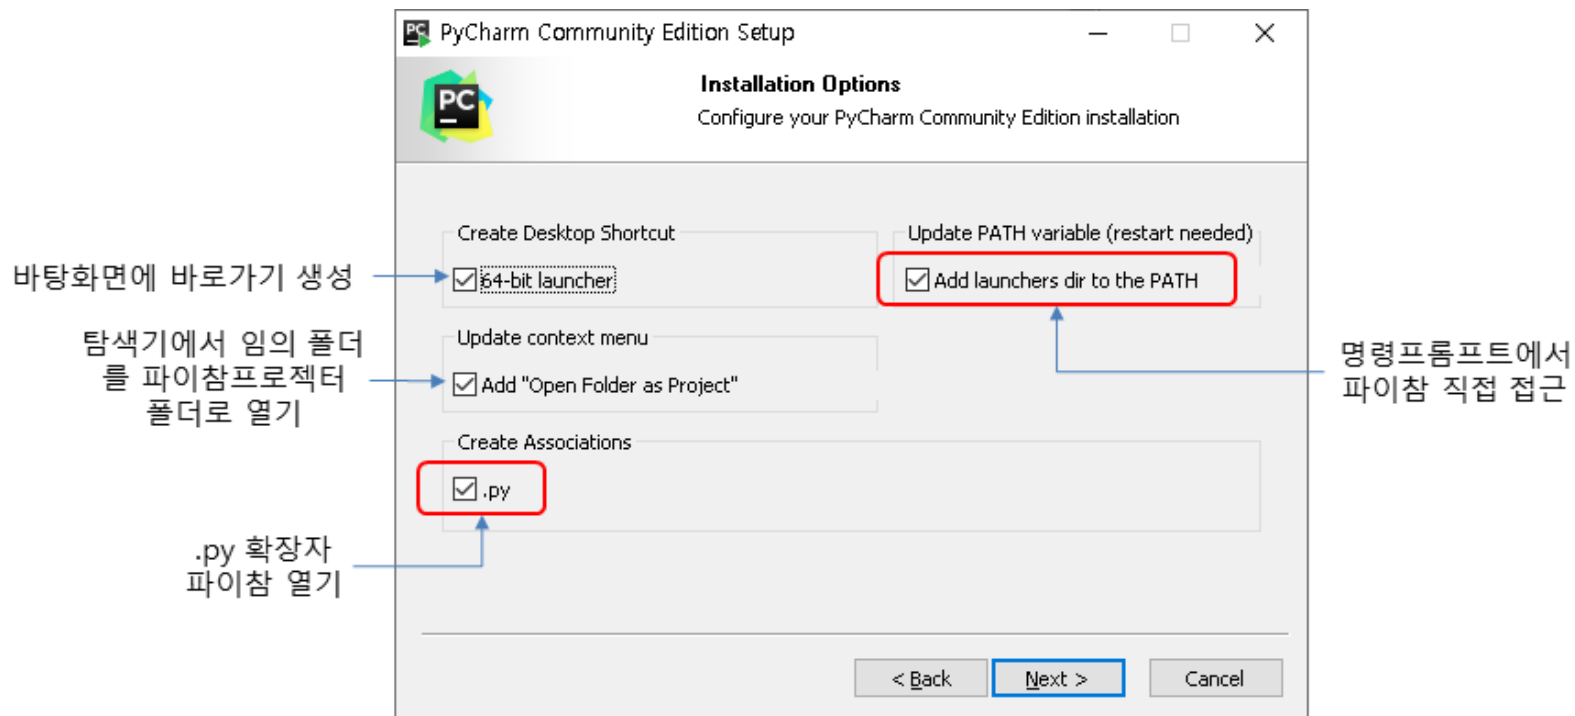 PyCharm Community Edition Setup
PC
Installation Options
Configure your PyCharm Community Edition installation
Create Desktop Shortcut
64-bit launcher
Update PATH variable (restart needed)
Add launchers dir to the PATH
바탕화면에 바로가기 생성
Update context menu
Add "Open Folder as Project"
탐색기에서 임의 폴더
를 파이참프로젝터
폴더로 열기
명령프롬프트에서
파이참 직접 접근
Create Associations
.py
.py 확장자
파이참 열기
< Back
Next >
Cancel